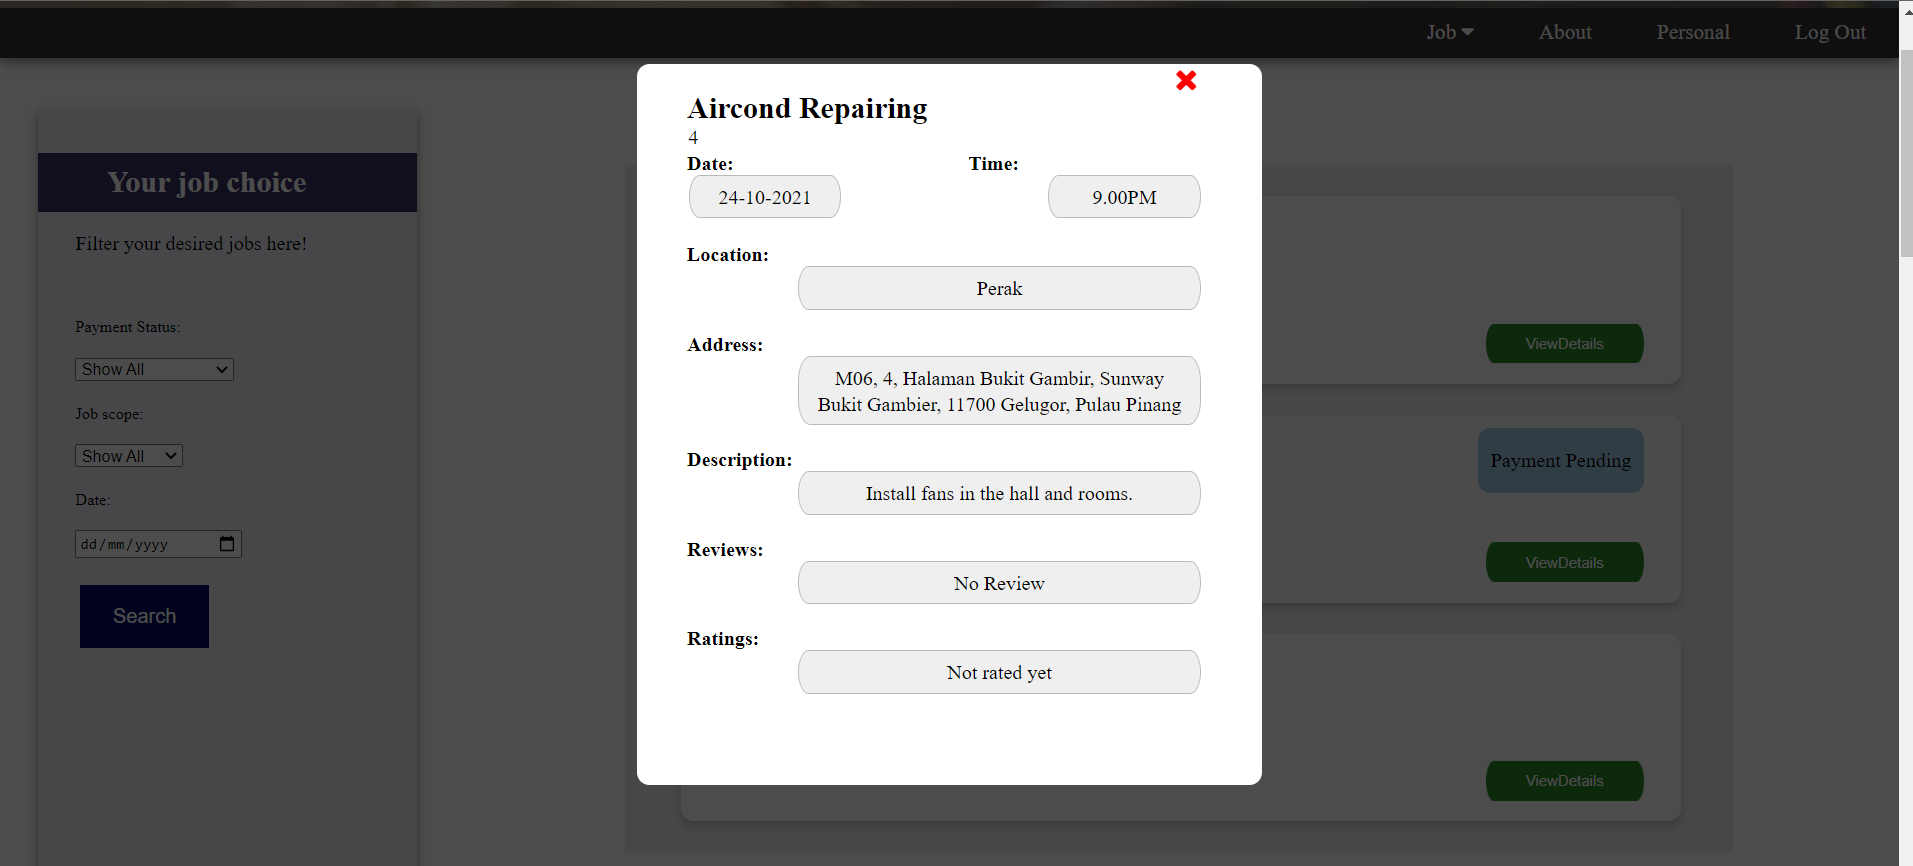 Job About Personal Log Out
Your job choice
Filter your desired jobs here!
Payment Status:
Show All
Job scope:
Show All
Date:
dd/mm/yyyy
Search
Aircond Repairing
4
Date: Time:
24-10-2021 9.00PM
Location:
Perak
Address:
M06, 4, Halaman Bukit Gambir, Sunway
Bukit Gambier, 11700 Gelugor, Pulau Pinang
Description:
Install fans in the hall and rooms.
Reviews:
No Review
Ratings:
Not rated yet
ViewDetails
Payment Pending
ViewDetails
ViewDetails